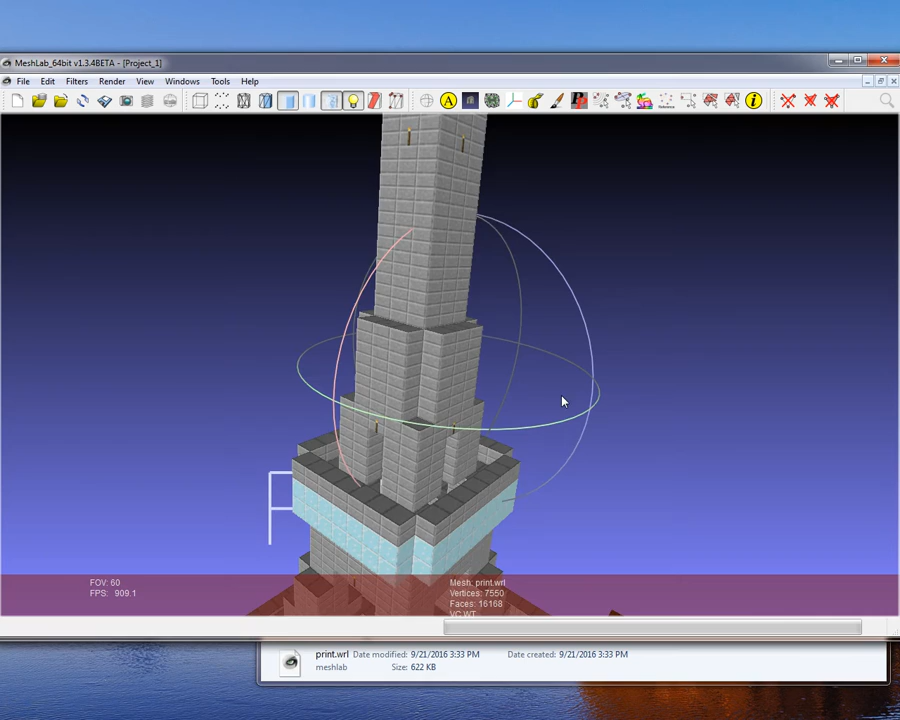 MeshLab_64bit v1.3.4BETA - [Project_1]
File Edit Filters Render View Windows Tools Help
FOV: 60
FPS: 909.1
Mesh: print.wrl
Vertices: 7550
Faces: 16168
VC WT
print.wrl Date modified: 9/21/2016 3:33 PM Date created: 9/21/2016 3:33 PM
meshlab Size: 622 KB